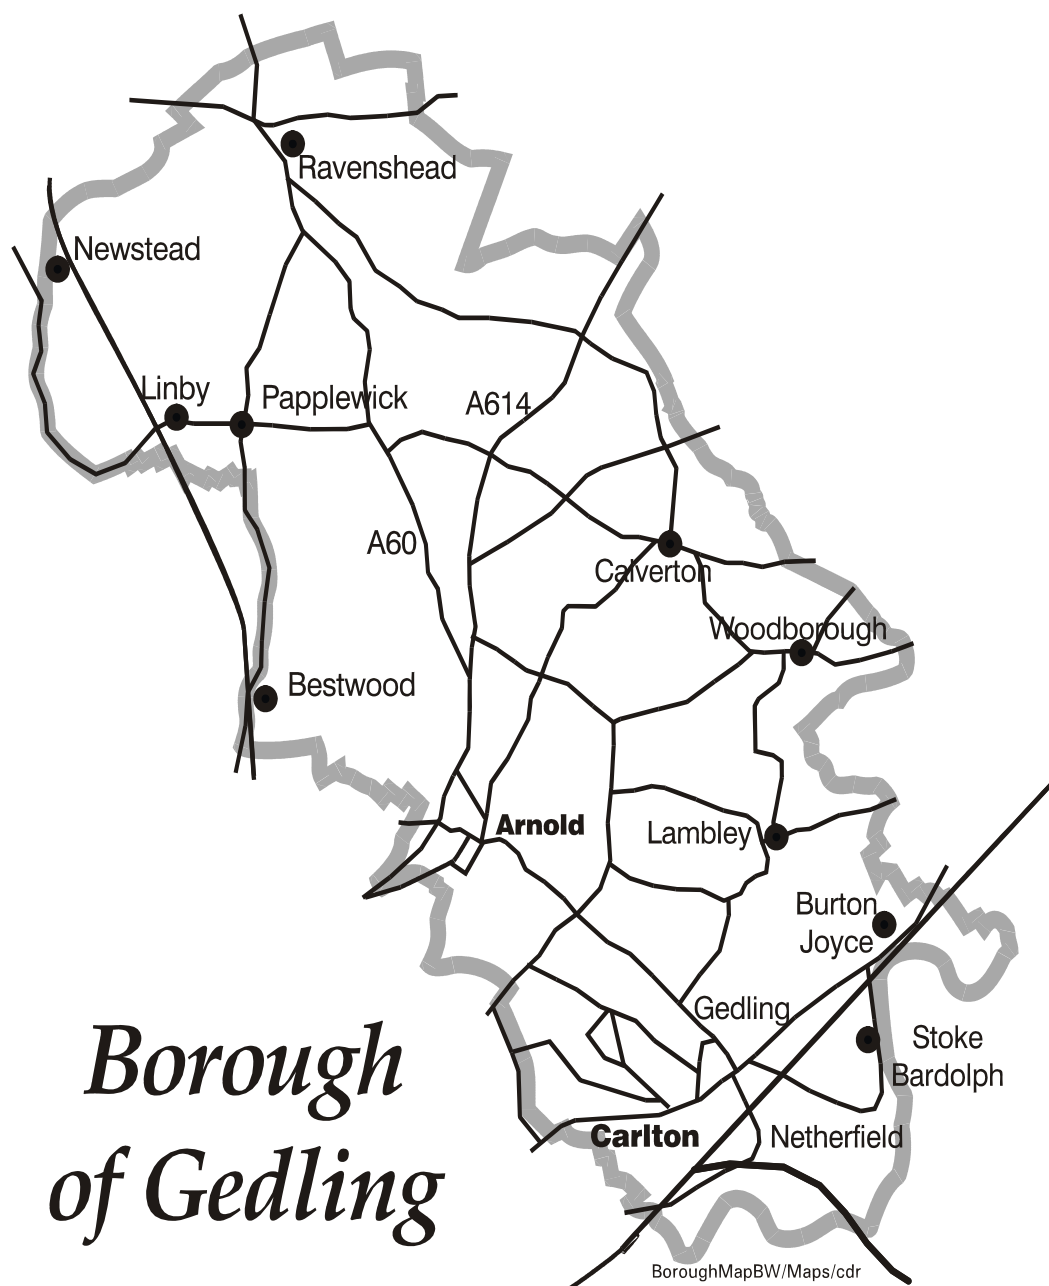 Ravenshead
Newstead
Linby
Papplewick
A614
A60
Calverton
Woodborough
Bestwood
Arnold
Lambley
Burton
Joyce
Gedling
Stoke
Bardolph
Carlton
Netherfield
Borough
of Gedling
BoroughMapBW/Maps/cdr